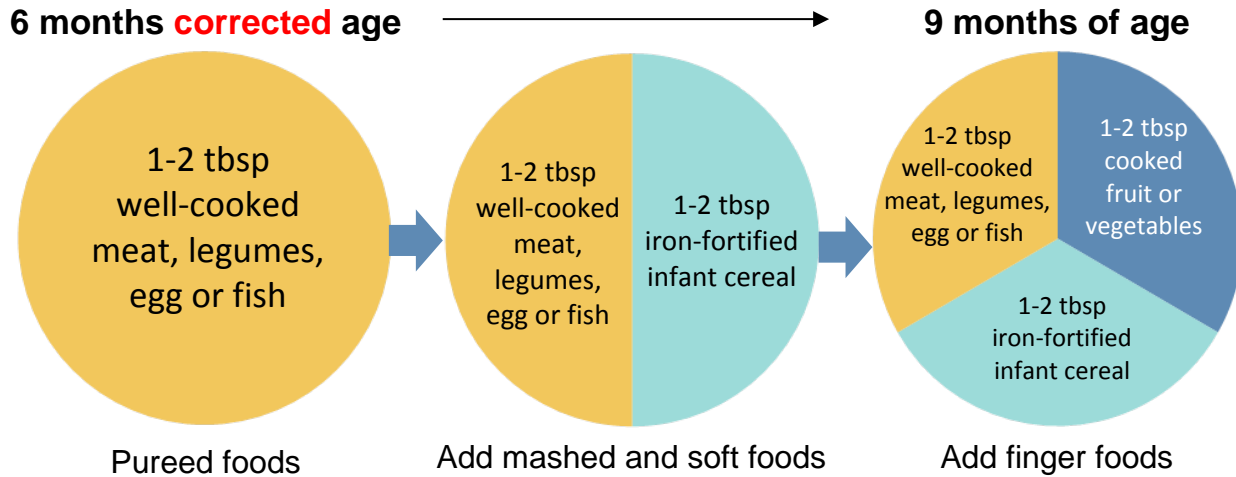 6 months corrected age
9 months of age
1-2 tbsp
well-cooked
meat, legumes,
egg or fish
1-2 tbsp
well-cooked
meat,
legumes,
egg or fish
1-2 tbsp
iron-fortified
infant cereal
1-2 tbsp
well-cooked
meat, legumes,
egg or fish
1-2 tbsp
cooked
fruit or
vegetables
1-2 tbsp
iron-fortified
infant cereal
Pureed foods
Add mashed and soft foods
Add finger foods